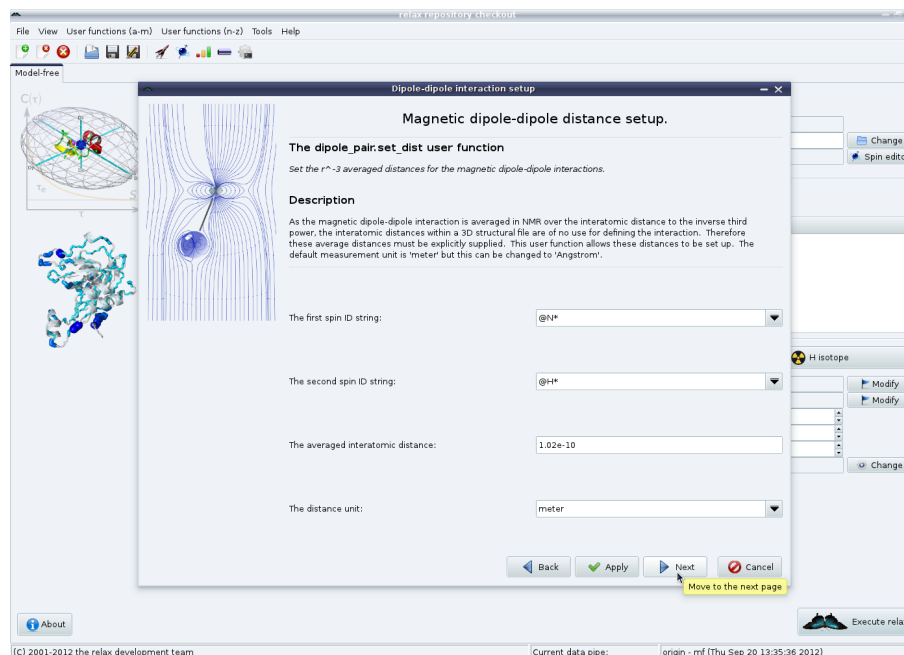 relax repository checkout
File View User functions (a-m) User functions (n-z) Tools Help
Model-free
C(τ)
τe
S
τ
Dipole-dipole interaction setup
Magnetic dipole-dipole distance setup.
The dipole_pair.set_dist user function
Set the r^-3 averaged distances for the magnetic dipole-dipole interactions.
Description
As the magnetic dipole-dipole interaction is averaged in NMR over the interatomic distance to the inverse third
power, the interatomic distances within a 3D structural file are of no use for defining the interaction. Therefore
these average distances must be explicitly supplied. This user function allows these distances to be set up. The
default measurement unit is 'meter' but this can be changed to 'Angstrom'.
The first spin ID string:
@N*
The second spin ID string:
@H*
The averaged interatomic distance:
1.02e-10
The distance unit:
meter
Back
Apply
Next
Cancel
Move to the next page
Change
Spin edito
H isotope
Modify
Modify
Change
About
Execute rela
(C) 2001-2012 the relax development team
Current data pipe:
origin - mf (Thu Sep 20 13:35:36 2012)